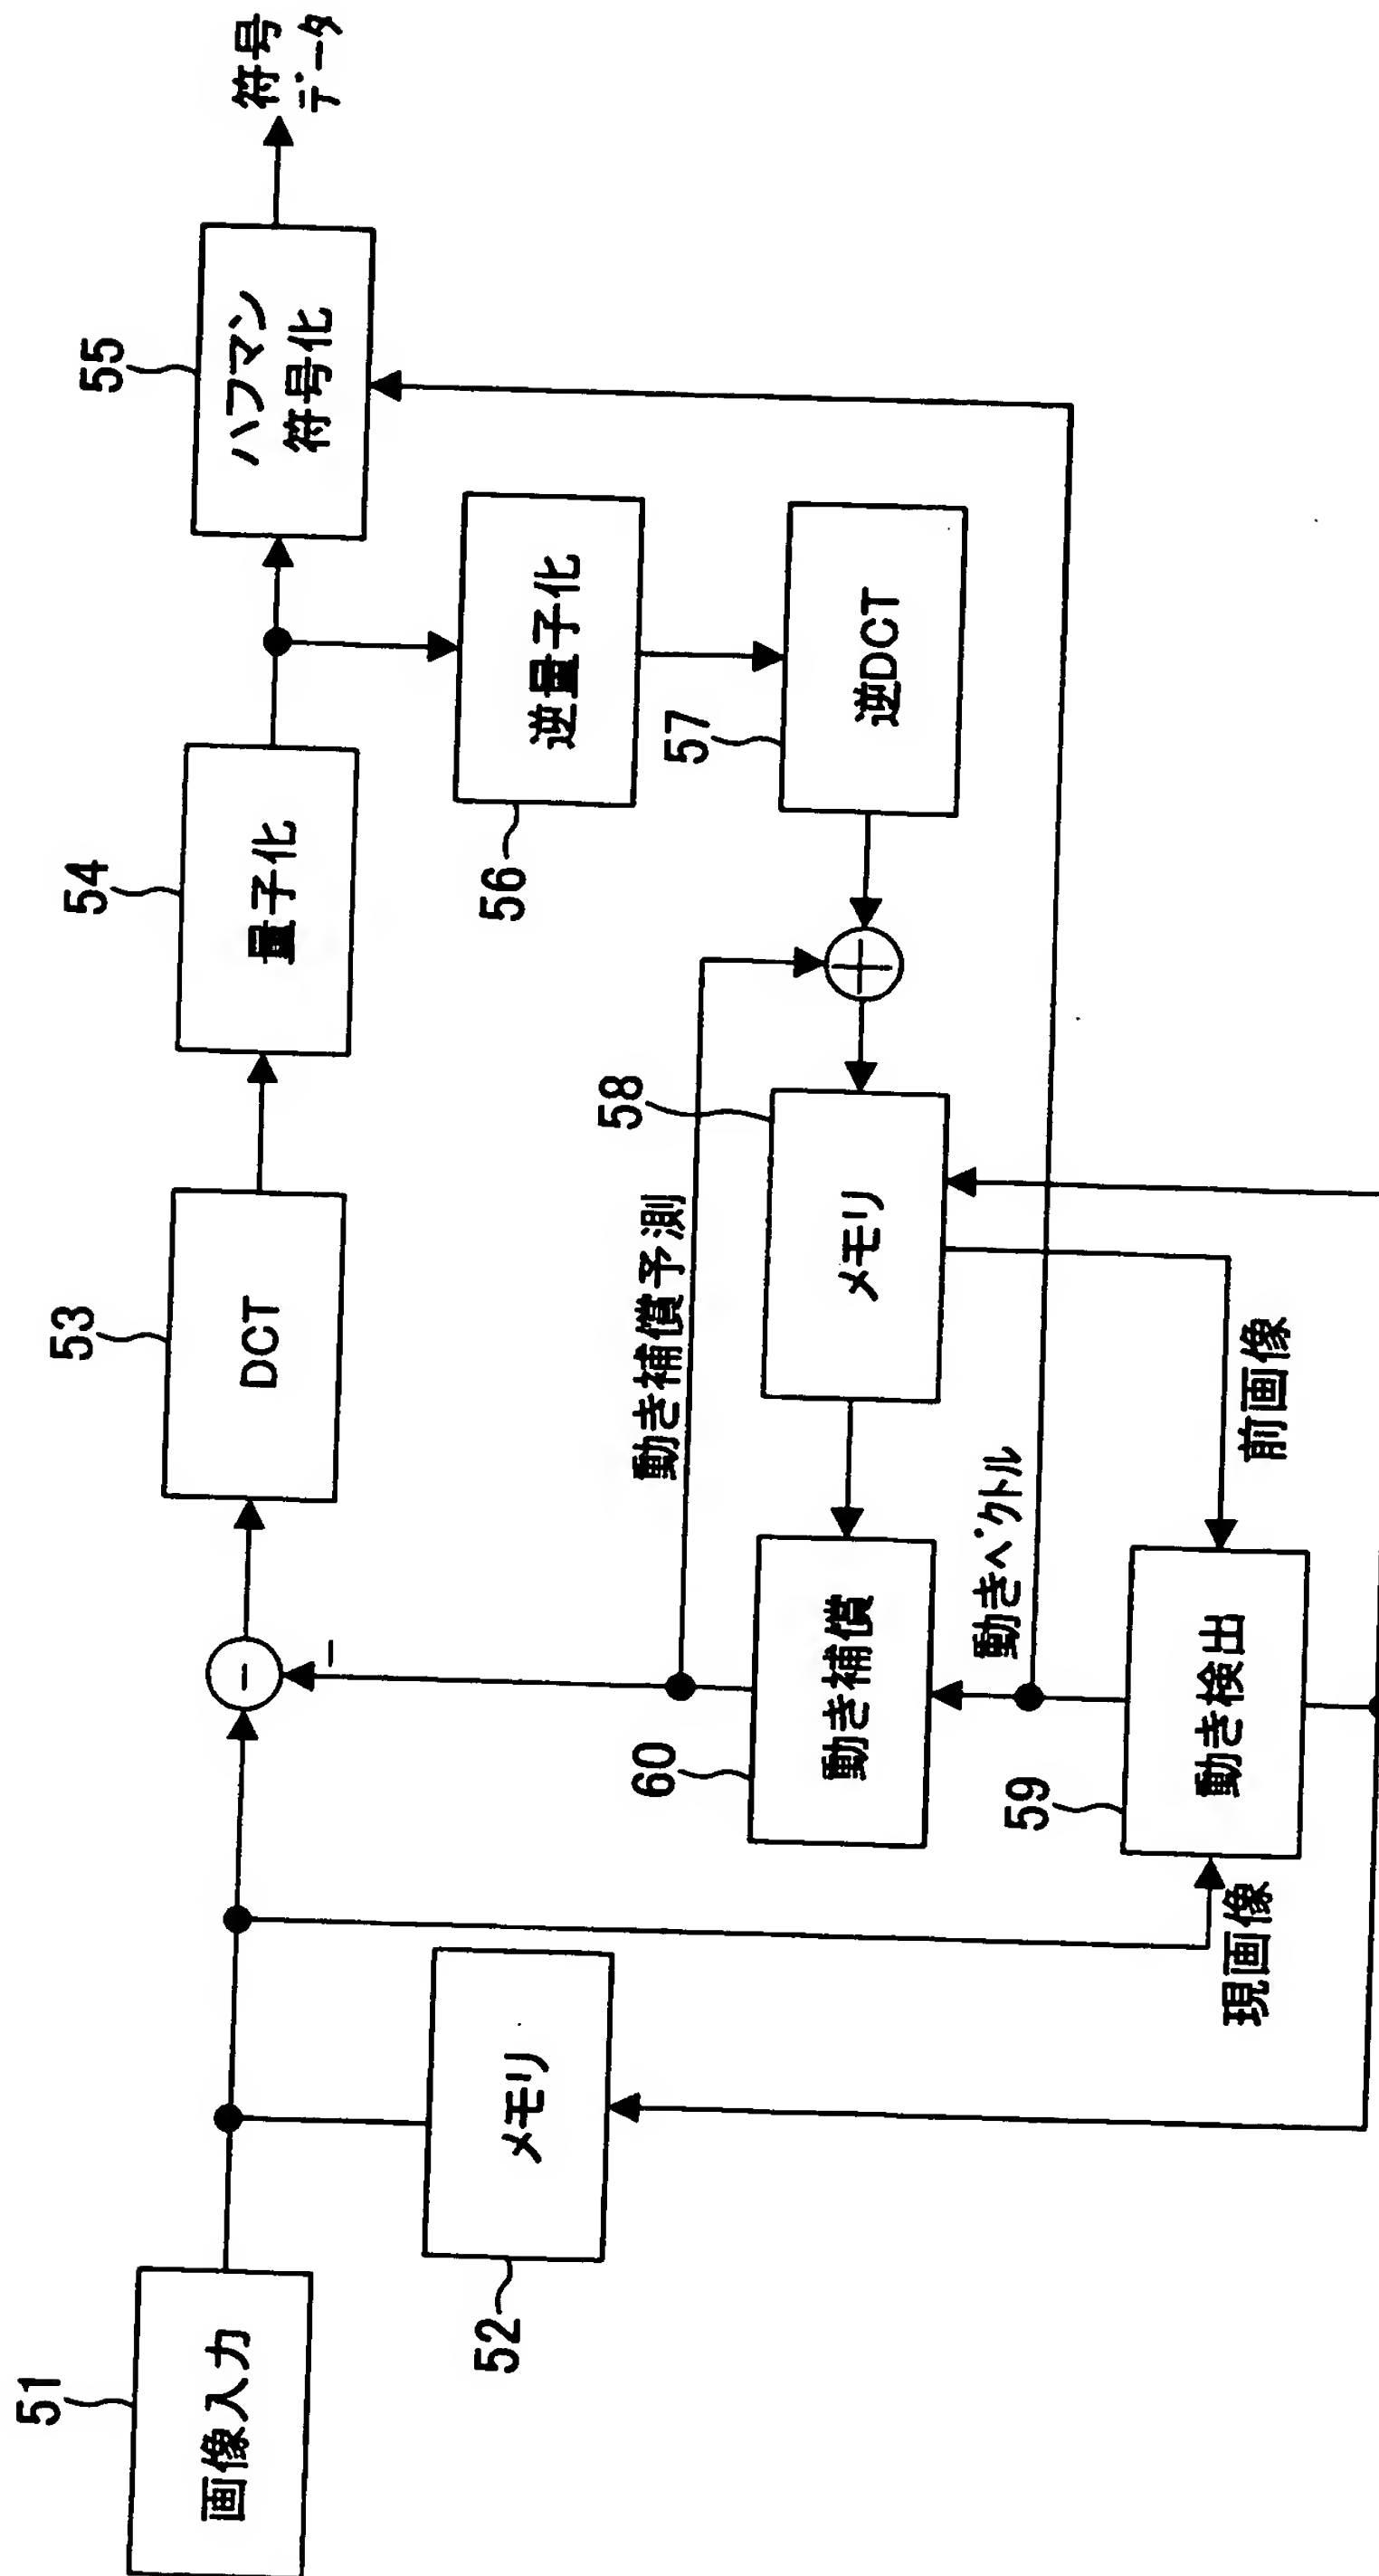 51
画像入力
52
メモリ
53
DCT
54
量子化
55
ハフマン
符号化
符号
データ
56
逆量子化
57
逆DCT
58
メモリ
動き補償予測
60
動き補償
動きベクトル
59
動き検出
前画像
現画像
-
-
+